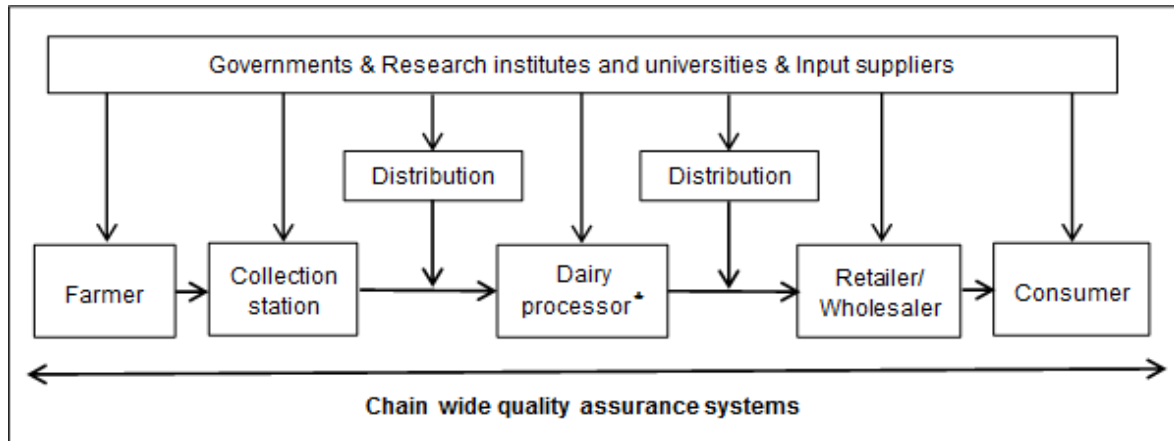 Governments & Research institutes and universities & Input suppliers
Distribution
Distribution
Farmer
Collection
station
Dairy
processor*
Retailer/
Wholesaler
Consumer
Chain wide quality assurance systems